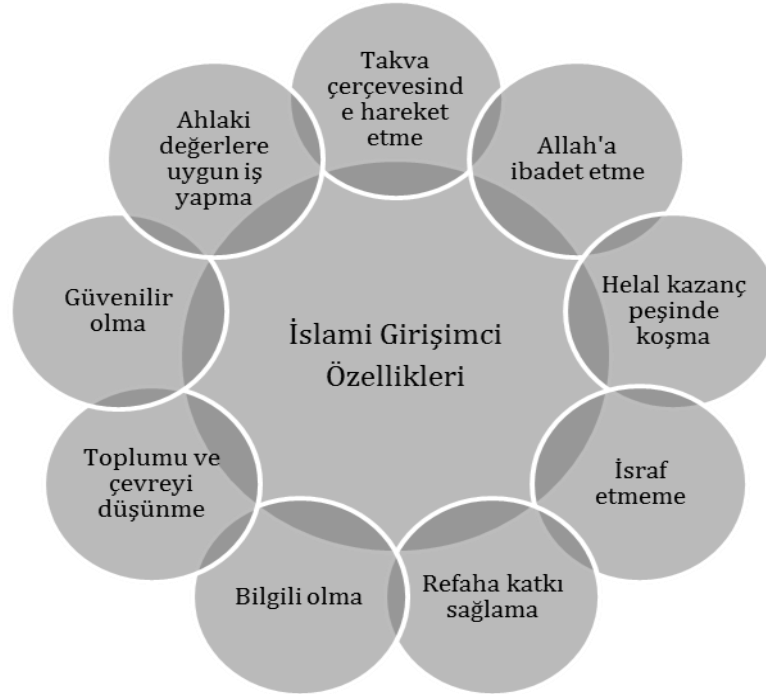 Takva
çerçevesind
e hareket
etme
Allah'a
ibadet etme
Helal kazanç
peşinde
koşma
İsraf
etmeme
Refaha katkı
sağlama
Bilgili olma
Toplumu ve
çevreyi
düşünme
Güvenilir
olma
Ahlaki
değerlere
uygun iş
yapma
İslami Girişimci
Özellikleri